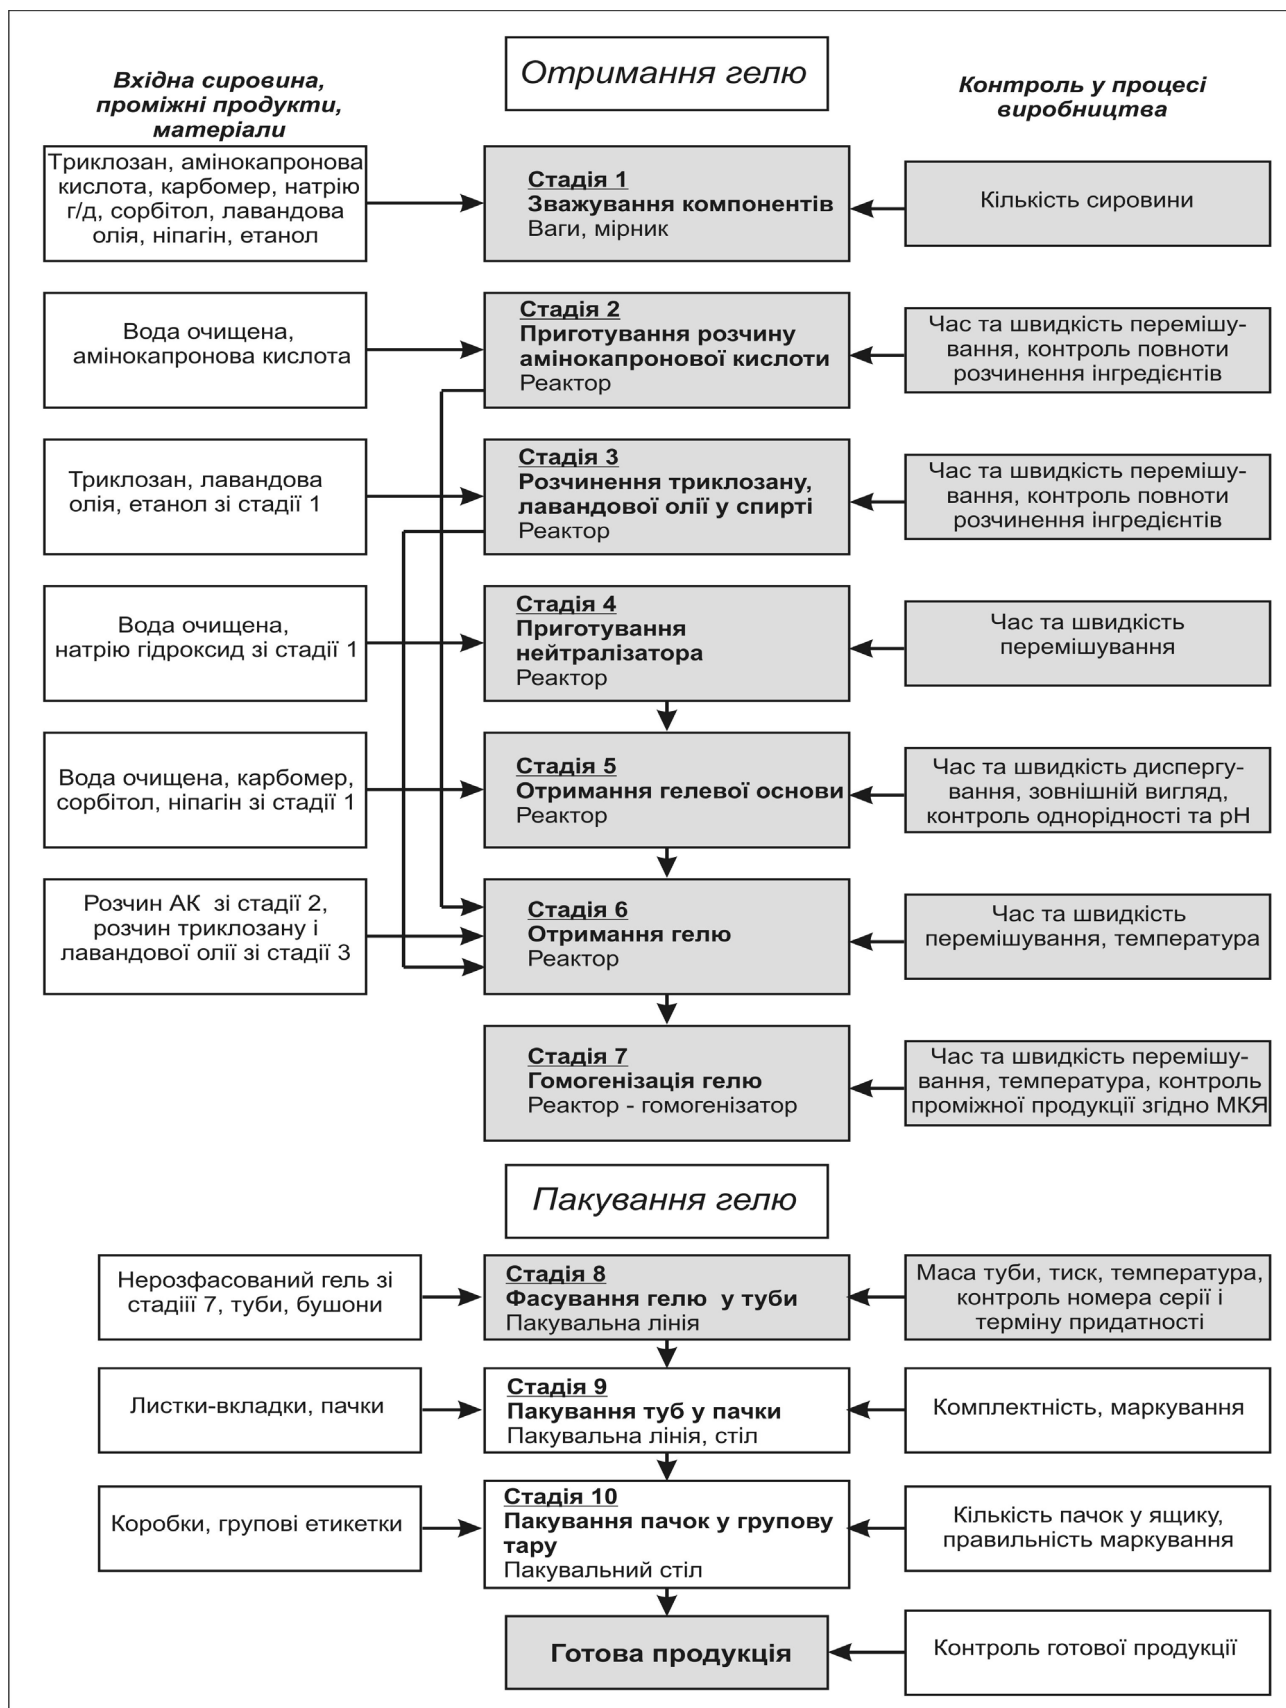 Отримання гелю
Вхідна сировина,
проміжні продукти,
матеріали
Контроль у процесі
виробництва
Триклозан, амінокапронова
кислота, карбомер, натрію
г/д, сорбітол, лавандова
олія, ніпагін, етанол
Стадія 1
Зважування компонентів
Ваги, мірник
Кількість сировини
Вода очищена,
амінокапронова кислота
Стадія 2
Приготування розчину
амінокапронової кислоти
Реактор
Час та швидкість перемішу-
вання, контроль повноти
розчинення інгредієнтів
Триклозан, лавандова
олія, етанол зі стадії 1
Стадія 3
Розчинення триклозану,
лавандової олії у спирті
Реактор
Час та швидкість перемішу-
вання, контроль повноти
розчинення інгредієнтів
Вода очищена,
натрію гідроксид зі стадії 1
Стадія 4
Приготування
нейтралізатора
Реактор
Час та швидкість
перемішування
Вода очищена, карбомер,
сорбітол, ніпагін зі стадії 1
Стадія 5
Отримання гелевої основи
Реактор
Час та швидкість диспергу-
вання, зовнішній вигляд,
контроль однорідності та рН
Розчин АК зі стадії 2,
розчин триклозану і
лавандової олії зі стадії 3
Стадія 6
Отримання гелю
Реактор
Час та швидкість
перемішування, температура
Стадія 7
Гомогенізація гелю
Реактор - гомогенізатор
Час та швидкість перемішу-
вання, температура, контроль
проміжної продукції згідно МКЯ
Пакування гелю
Нерозфасований гель зі
стадіїї 7, туби, бушони
Стадія 8
Фасування гелю у туби
Пакувальна лінія
Маса туби, тиск, температура,
контроль номера серії і
терміну придатності
Листки-вкладки, пачки
Стадія 9
Пакування туб у пачки
Пакувальна лінія, стіл
Комплектність, маркування
Коробки, групові етикетки
Стадія 10
Пакування пачок у групову
тару
Пакувальний стіл
Кількість пачок у ящику,
правильність маркування
Готова продукція
Контроль готової продукції